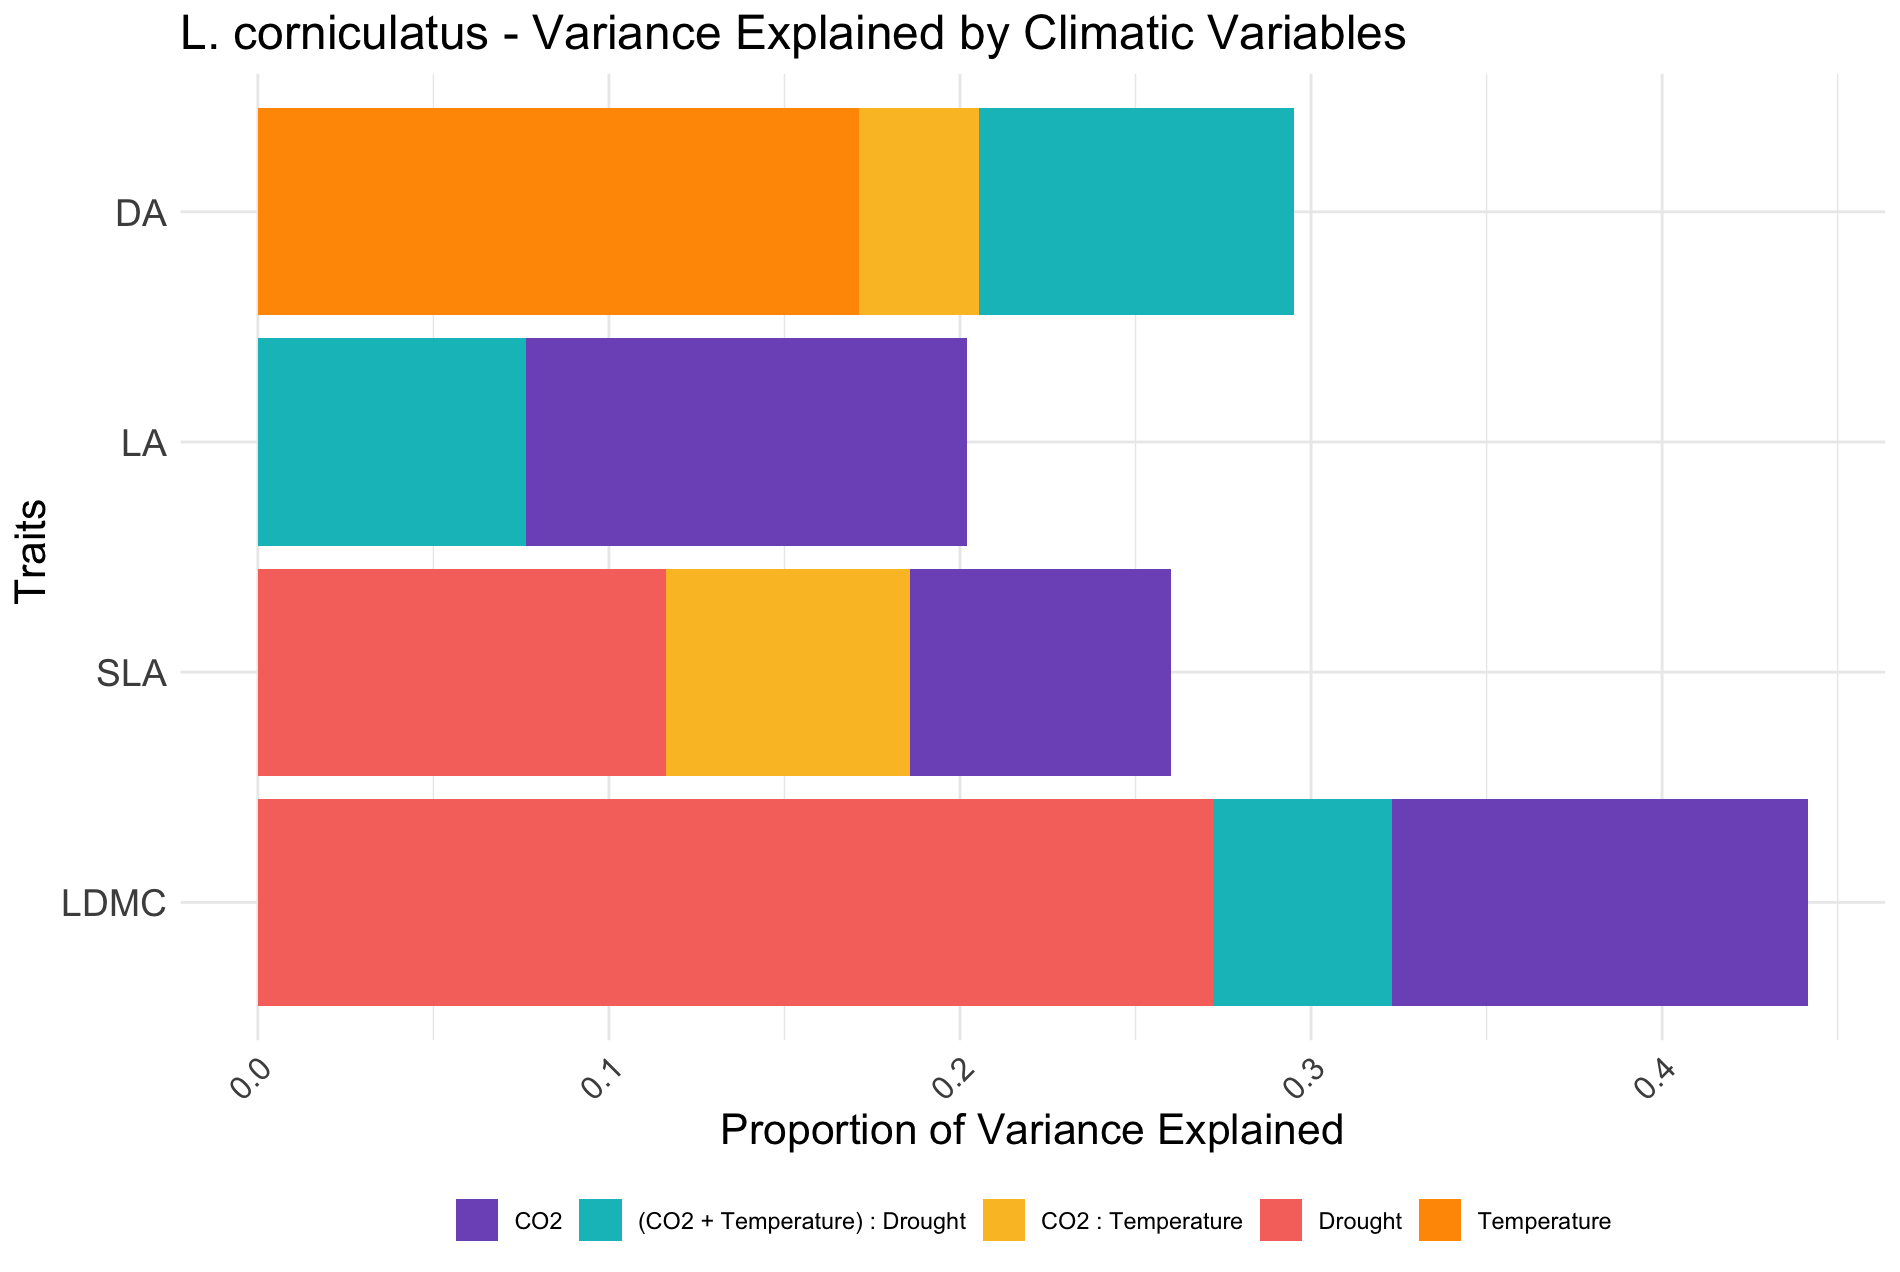 L. corniculatus - Variance Explained by Climatic Variables
DA
LA
SLA
LDMC
Traits
0.0
0.1
0.2
0.3
0.4
Proportion of Variance Explained
CO2
(CO2 + Temperature) : Drought
CO2 : Temperature
Drought
Temperature